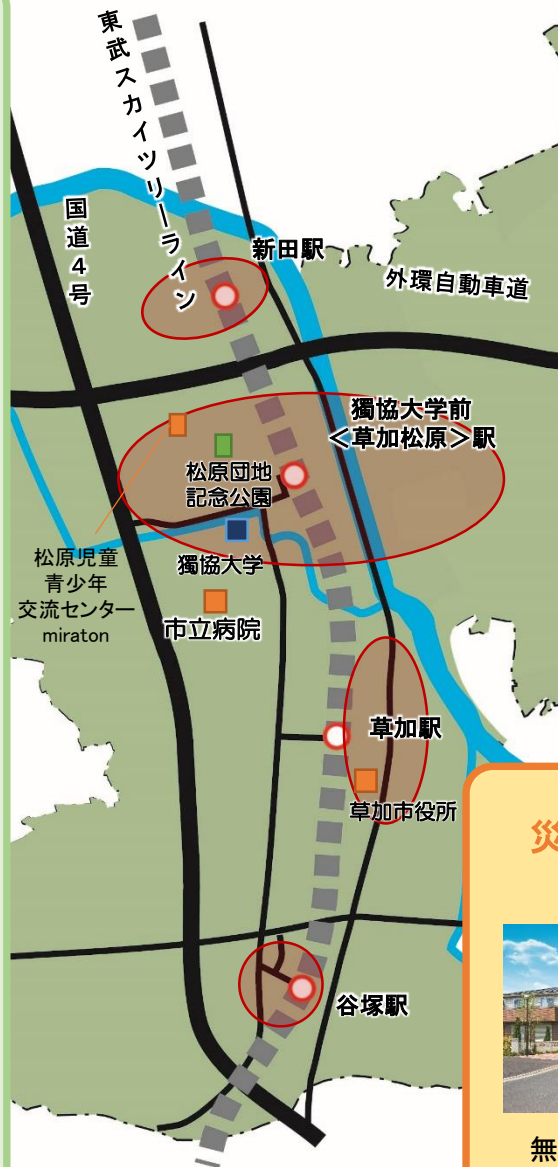 東武スカイツリーライン
国道4号
新田駅
外環自動車道
獨協大学前
<草加松原>駅
松原団地
記念公園
獨協大学
松原児童
青少年
交流センター
miraton
市立病院
草加駅
草加市役所
谷塚駅
災
無